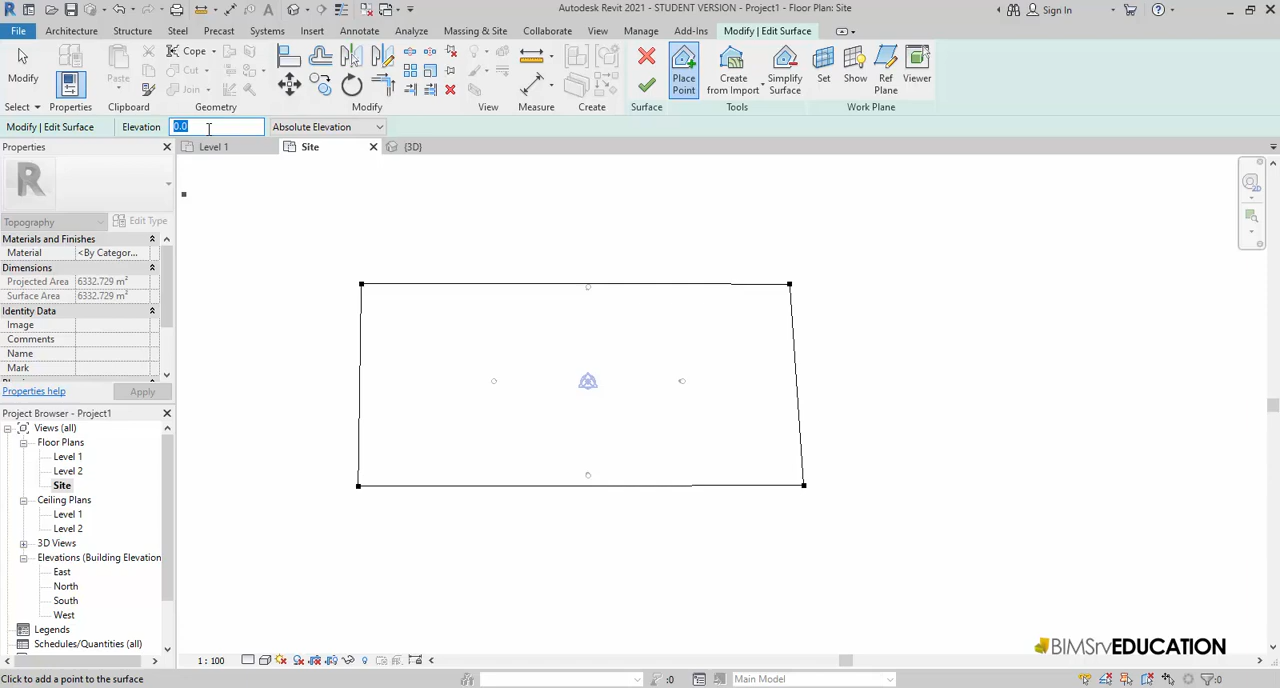 Autodesk Revit 2021 - STUDENT VERSION - Project1 - Floor Plan: Site
Sign In
File Architecture Structure Steel Precast Systems Insert Annotate Analyze Massing & Site Collaborate View Manage Add-Ins Modify | Edit Surface
Modify
Properties
Paste
Cope
Cut
Join
Place Point
Create from Import
Simplify Surface
Set
Show
Ref Plane
Viewer
Select Properties Clipboard Geometry Modify View Measure Create Surface Tools Work Plane
Modify | Edit Surface Elevation 0.0 Absolute Elevation
Properties
Level 1
Site
{3D}
R
Topography
Edit Type
Materials and Finishes
Material <By Categor...
Dimensions
Projected Area 6332.729 m²
Surface Area 6332.729 m²
Identity Data
Image
Comments
Name
Mark
Properties help
Apply
Project Browser - Project1
Views (all)
Floor Plans
Level 1
Level 2
Site
Ceiling Plans
Level 1
Level 2
3D Views
Elevations (Building Elevation
East
North
South
West
Legends
Schedules/Quantities (all)
BIMSrvEDUCATION
1 : 100
Click to add a point to the surface
:0
Main Model
:0